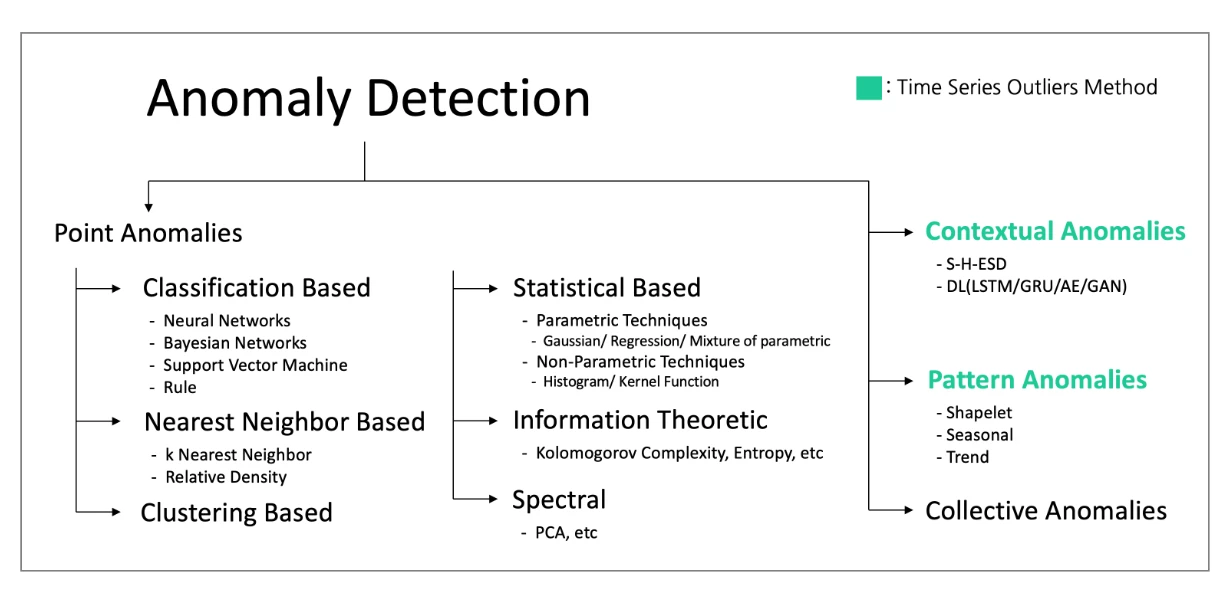 Anomaly Detection
: Time Series Outliers Method
Point Anomalies
Classification Based
- Neural Networks
- Bayesian Networks
- Support Vector Machine
- Rule
Nearest Neighbor Based
- k Nearest Neighbor
- Relative Density
Clustering Based
Statistical Based
- Parametric Techniques
- Gaussian/ Regression/ Mixture of parametric
- Non-Parametric Techniques
- Histogram/ Kernel Function
Information Theoretic
- Kolomogorov Complexity, Entropy, etc
Spectral
- PCA, etc
Contextual Anomalies
- S-H-ESD
- DL(LSTM/GRU/AE/GAN)
Pattern Anomalies
- Shapelet
- Seasonal
- Trend
Collective Anomalies